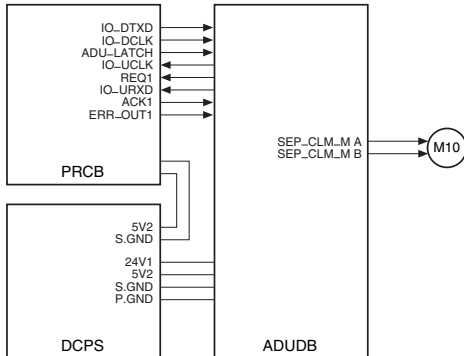 IO_DTXD
IO_DCLK
ADU_LATCH
IO_UCLK
REQ1
IO_URXD
ACK1
ERR_OUT1
PRCB
5V2
S.GND
24V1
5V2
S.GND
P.GND
DCPS
SEP_CLM_M A
SEP_CLM_M B
ADUDB
M10